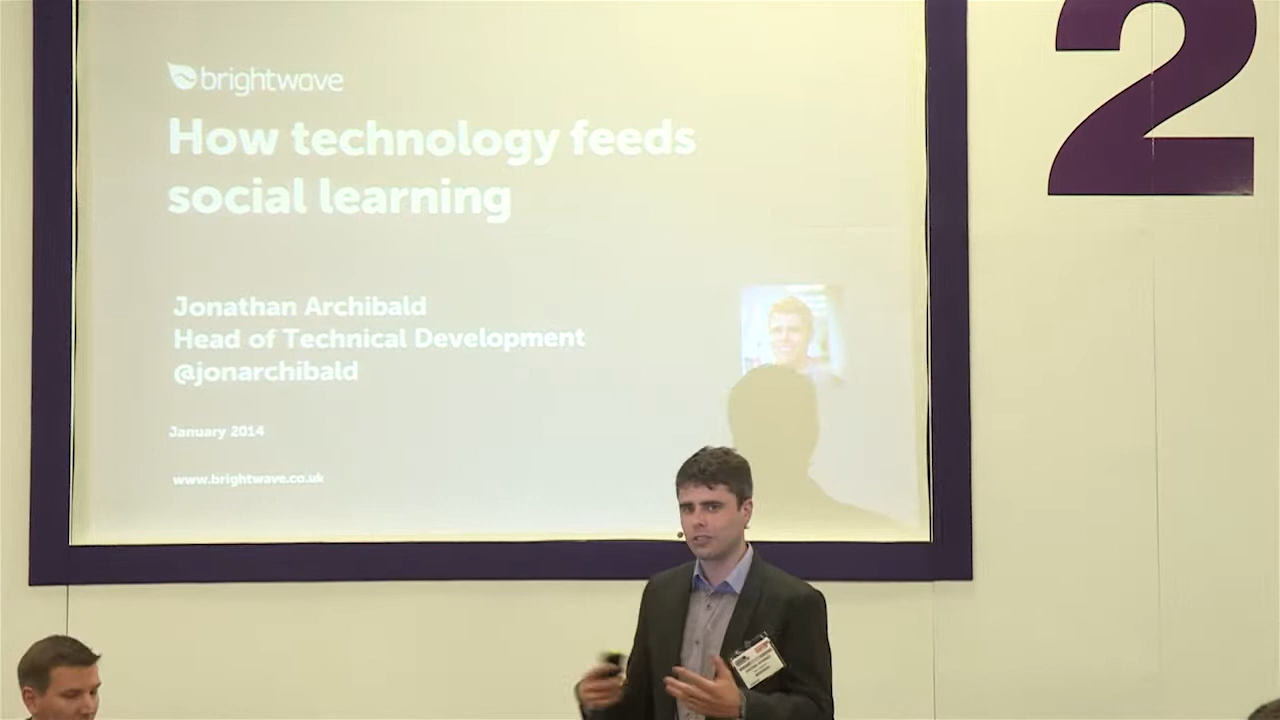 brightwave
How technology feeds
social learning
Jonathan Archibald
Head of Technical Development
@jonarchibald
January 2014
www.brightwave.co.uk
2